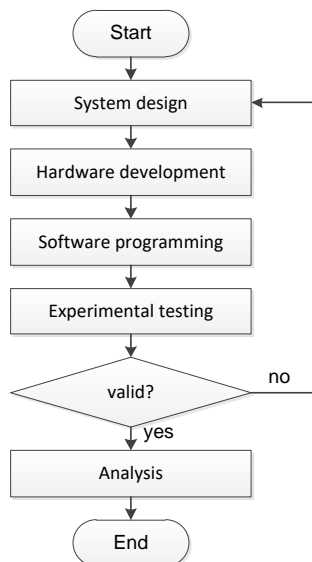 Start
System design
Hardware development
Software programming
Experimental testing
valid?
no
yes
Analysis
End